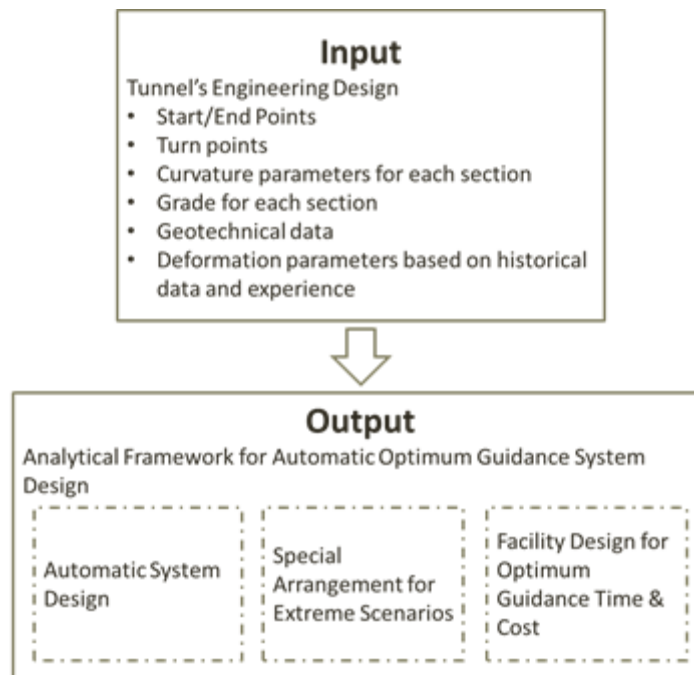 Input
Tunnel's Engineering Design
• Start/End Points
• Turn points
• Curvature parameters for each section
• Grade for each section
• Geotechnical data
• Deformation parameters based on historical
data and experience
Output
Analytical Framework for Automatic Optimum Guidance System
Design
Automatic System
Design
Special
Arrangement for
Extreme Scenarios
Facility Design for
Optimum
Guidance Time &
Cost